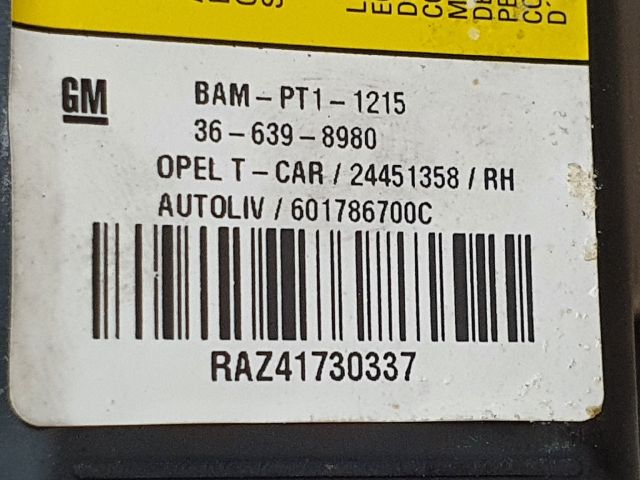 GM
BAM-PT1-1215
36-639-8980
OPEL T-CAR/24451358/RH
AUTOLIV/601786700C
RAZ41730337